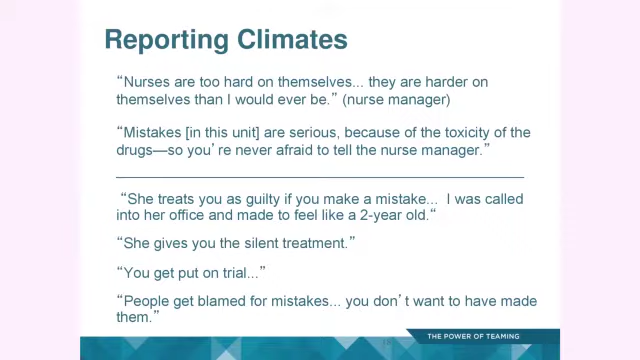 Reporting Climates
“Nurses are too hard on themselves... they are harder on
themselves than I would ever be.” (nurse manager)
“Mistakes [in this unit] are serious, because of the toxicity of the
drugs—so you’re never afraid to tell the nurse manager.”
“She treats you as guilty if you make a mistake... I was called
into her office and made to feel like a 2-year old.“
“She gives you the silent treatment.”
“You get put on trial...”
“People get blamed for mistakes... you don’t want to have made
them.”
THE POWER OF TEAMING